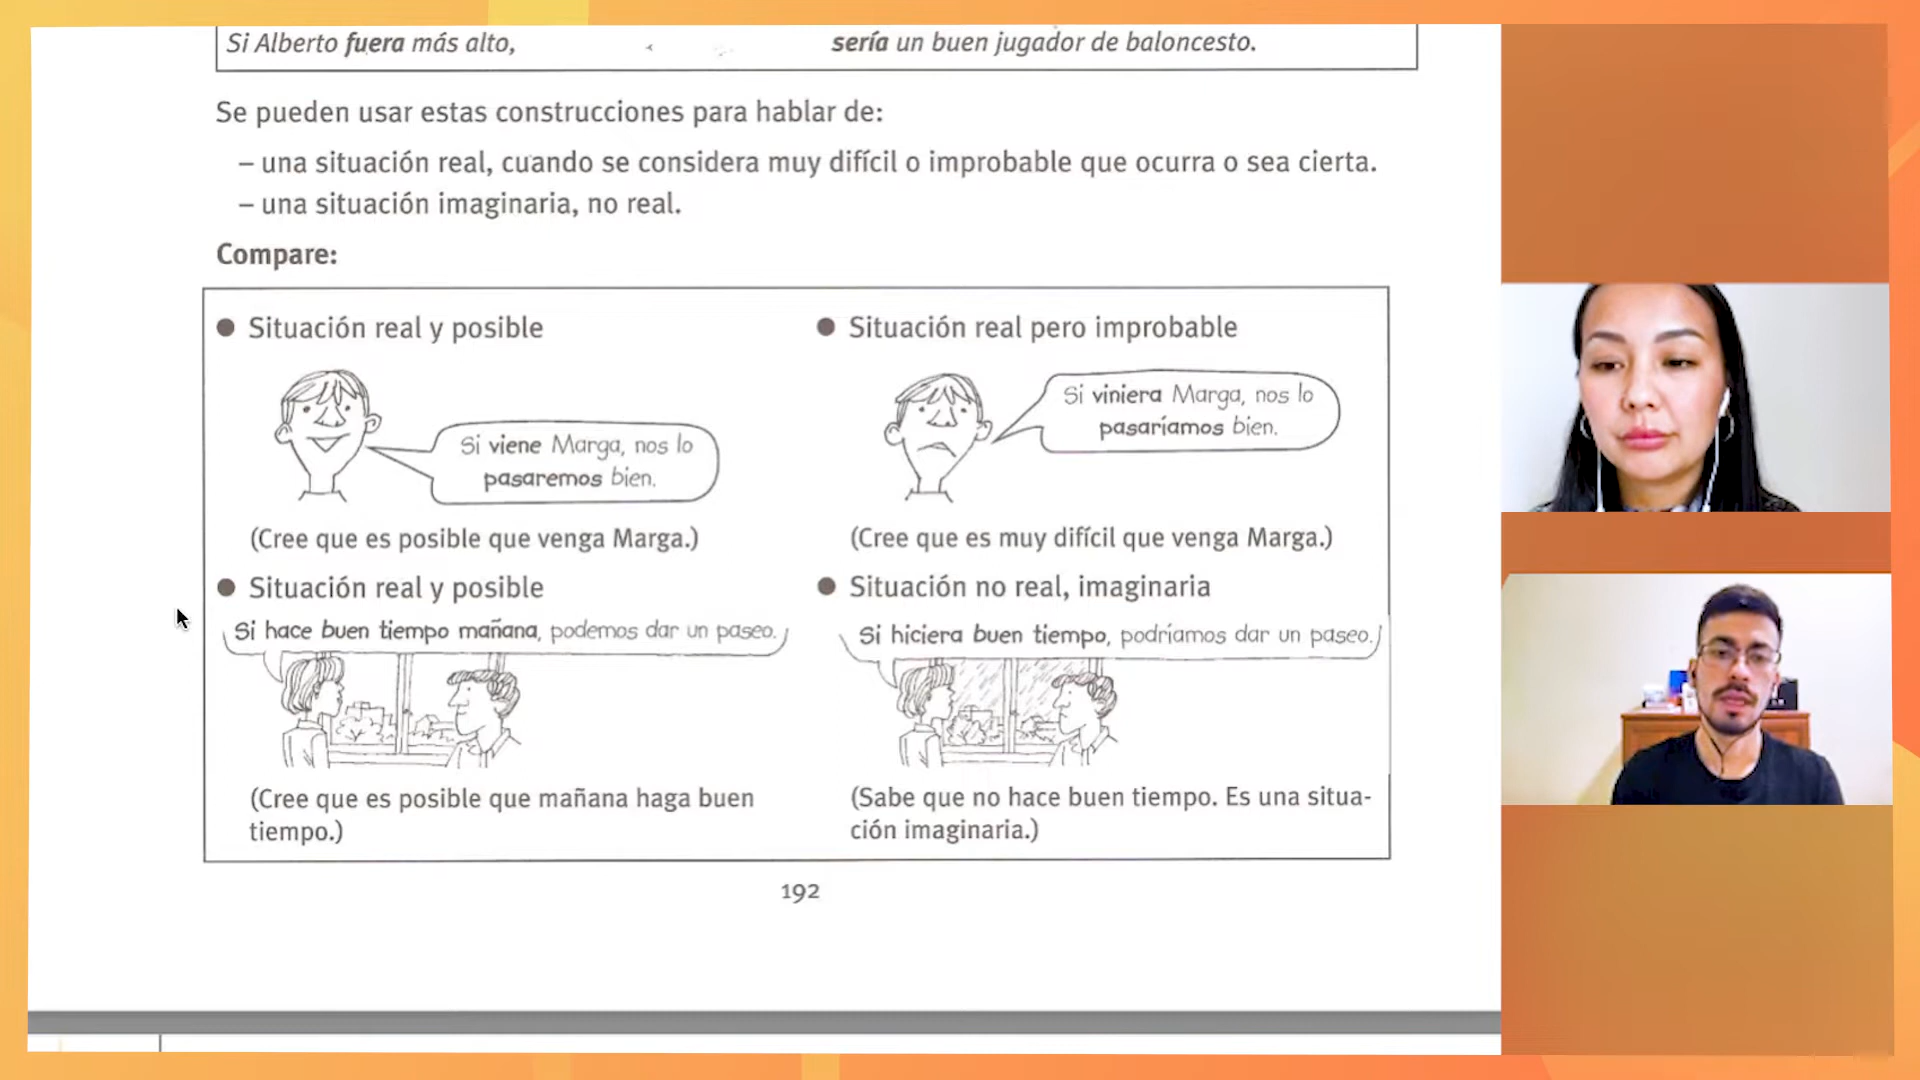 Si Alberto fuera más alto, sería un buen jugador de baloncesto.
Se pueden usar estas construcciones para hablar de:
– una situación real, cuando se considera muy difícil o improbable que ocurra o sea cierta.
– una situación imaginaria, no real.
Compare:
● Situación real y posible
Si viene Marga, nos lo
pasaremos bien.
(Cree que es posible que venga Marga.)
● Situación real pero improbable
Si viniera Marga, nos lo
pasaríamos bien.
(Cree que es muy difícil que venga Marga.)
● Situación real y posible
Si hace buen tiempo mañana, podemos dar un paseo.
(Cree que es posible que mañana haga buen
tiempo.)
● Situación no real, imaginaria
Si hiciera buen tiempo, podríamos dar un paseo.
(Sabe que no hace buen tiempo. Es una situa-
ción imaginaria.)
192